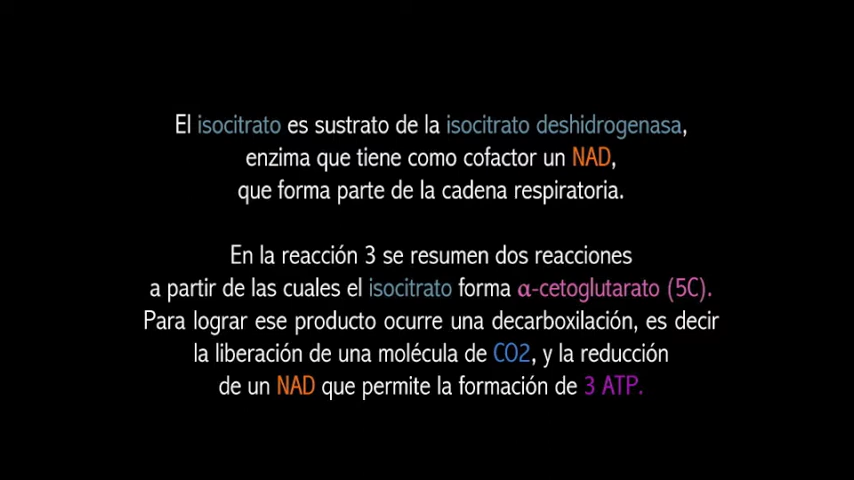 El isocitrato es sustrato de la isocitrato deshidrogenasa,
enzima que tiene como cofactor un NAD,
que forma parte de la cadena respiratoria.
En la reacción 3 se resumen dos reacciones
a partir de las cuales el isocitrato forma α-cetoglutarato (5C).
Para lograr ese producto ocurre una decarboxilación, es decir
la liberación de una molécula de CO2, y la reducción
de un NAD que permite la formación de 3 ATP.